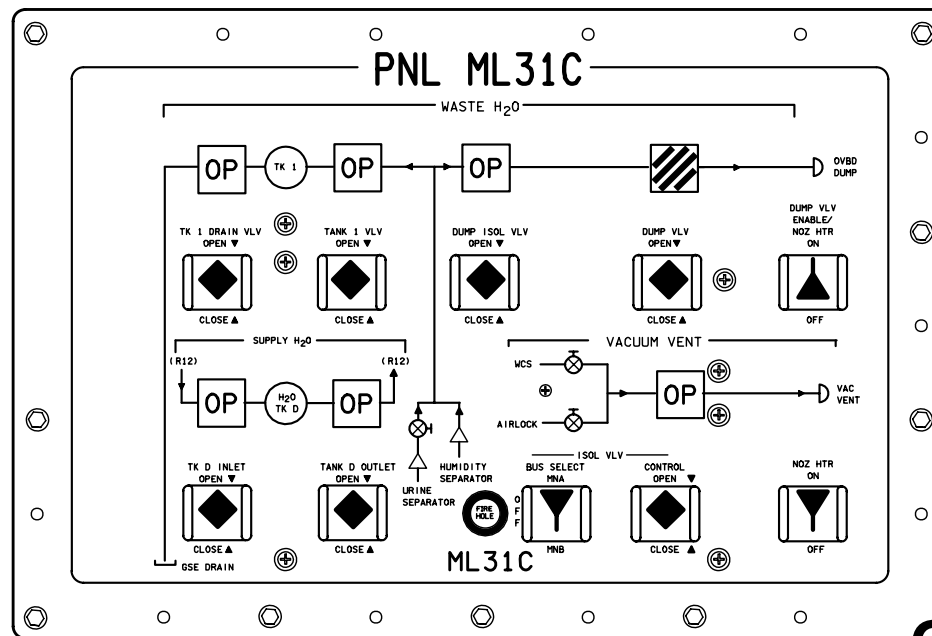 PNL ML31C
WASTE H₂O
OP
TK 1
OP
OP
OVBD
DUMP
TK 1 DRAIN VLV
OPEN ▼
CLOSE ▲
TANK 1 VLV
OPEN ▼
CLOSE ▲
DUMP ISOL VLV
OPEN ▼
CLOSE ▲
DUMP VLV
OPEN ▼
CLOSE ▲
DUMP VLV
ENABLE/
NOZ HTR
ON
OFF
SUPPLY H₂O
(R12)
(R12)
OP
H₂O
TK D
OP
VACUUM VENT
WCS
AIRLOCK
OP
VAC
VENT
URINE
SEPARATOR
HUMIDITY
SEPARATOR
TK D INLET
OPEN ▼
CLOSE ▲
TANK D OUTLET
OPEN ▼
CLOSE ▲
FIRE
HOLE
ISOL VLV
BUS SELECT
MNA
OFF
MNB
CONTROL
OPEN ▼
CLOSE ▲
NOZ HTR
ON
OFF
GSE DRAIN
ML31C